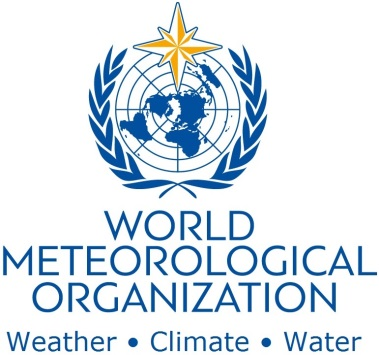 WORLD
METEOROLOGICAL
ORGANIZATION
Weather • Climate • Water